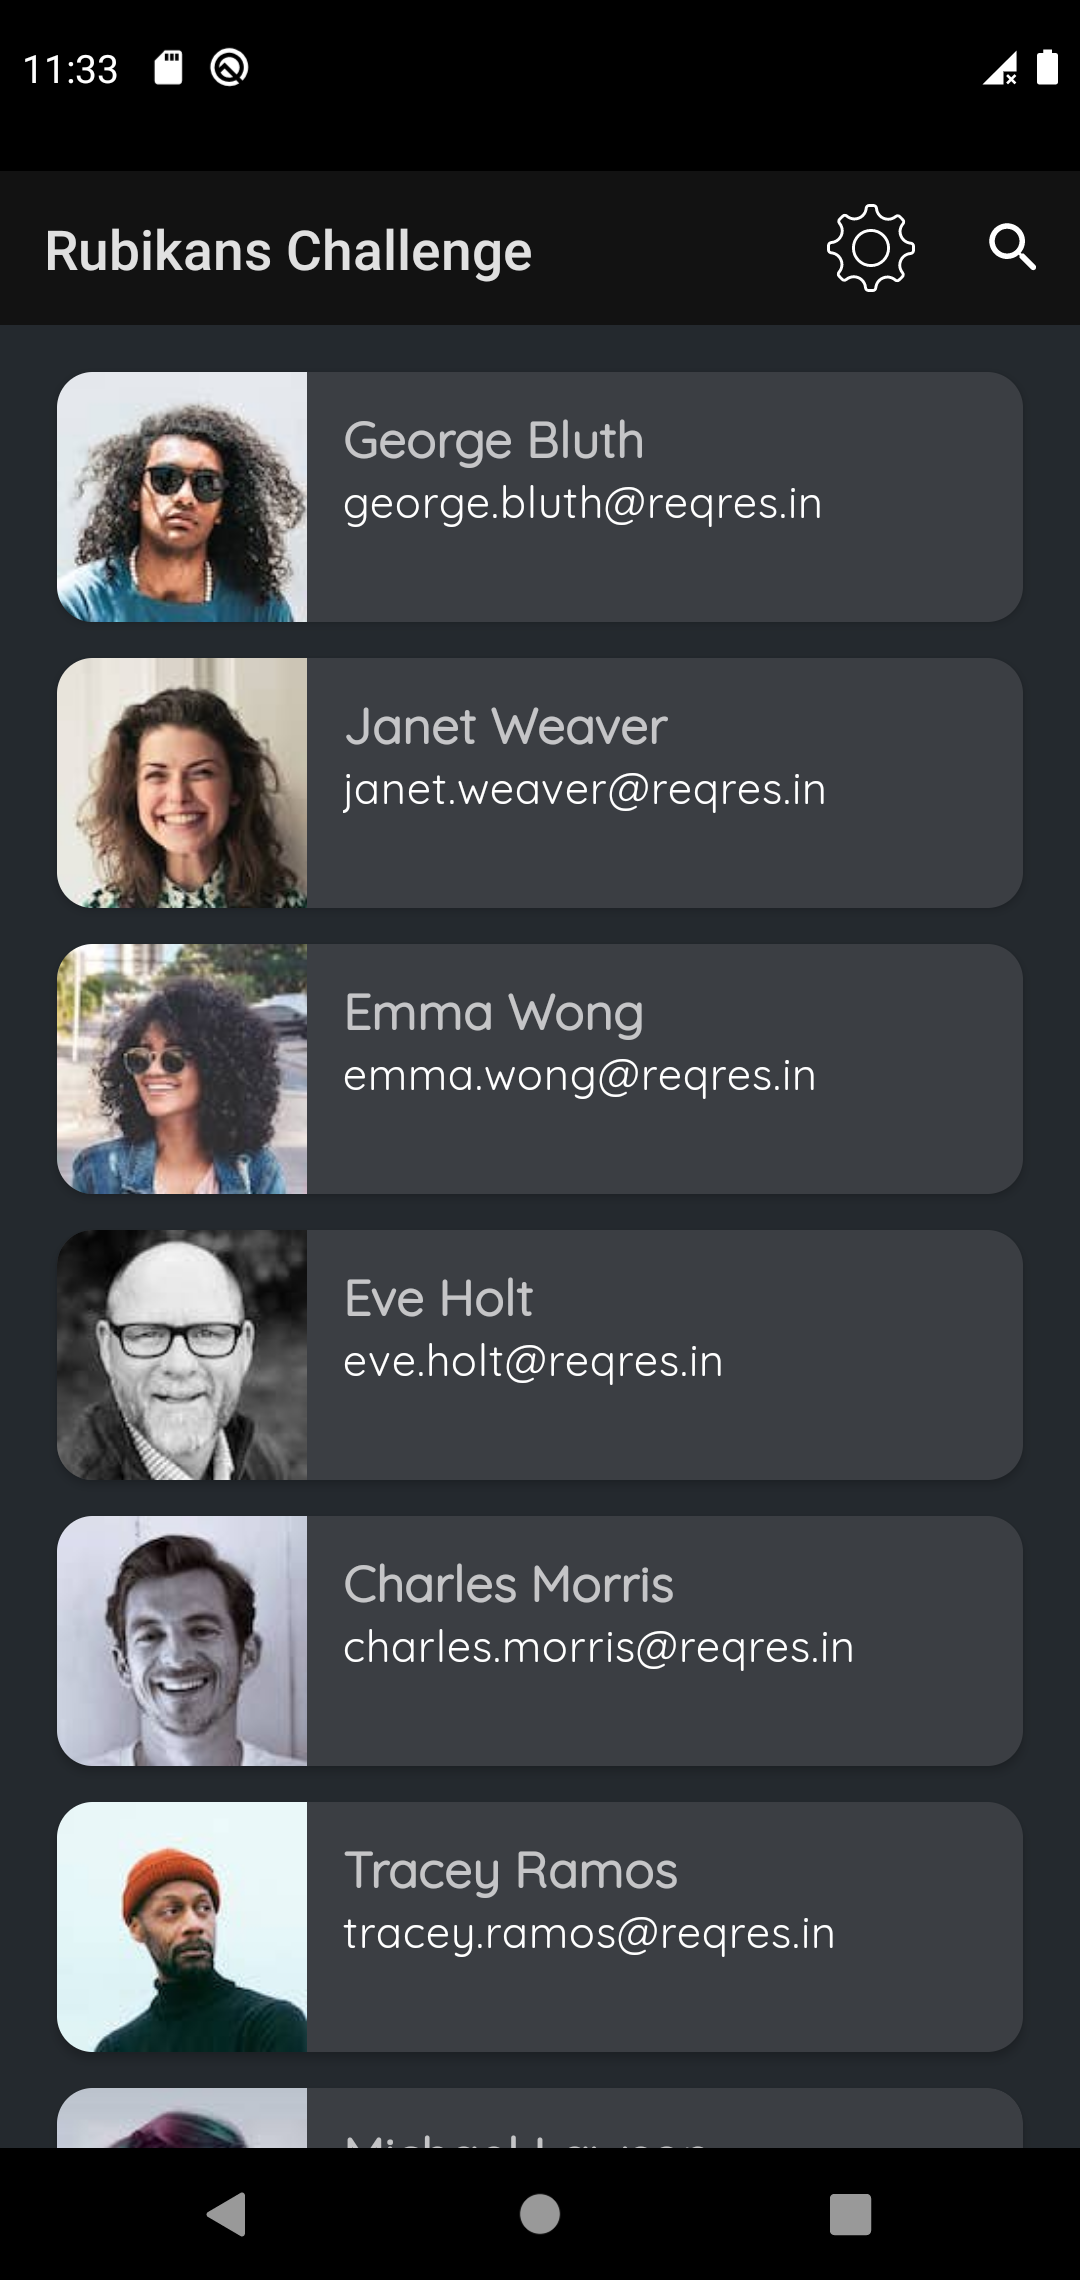 11:33
Rubikans Challenge
George Bluth
george.bluth@reqres.in
Janet Weaver
janet.weaver@reqres.in
Emma Wong
emma.wong@reqres.in
Eve Holt
eve.holt@reqres.in
Charles Morris
charles.morris@reqres.in
Tracey Ramos
tracey.ramos@reqres.in
Michael Lawson